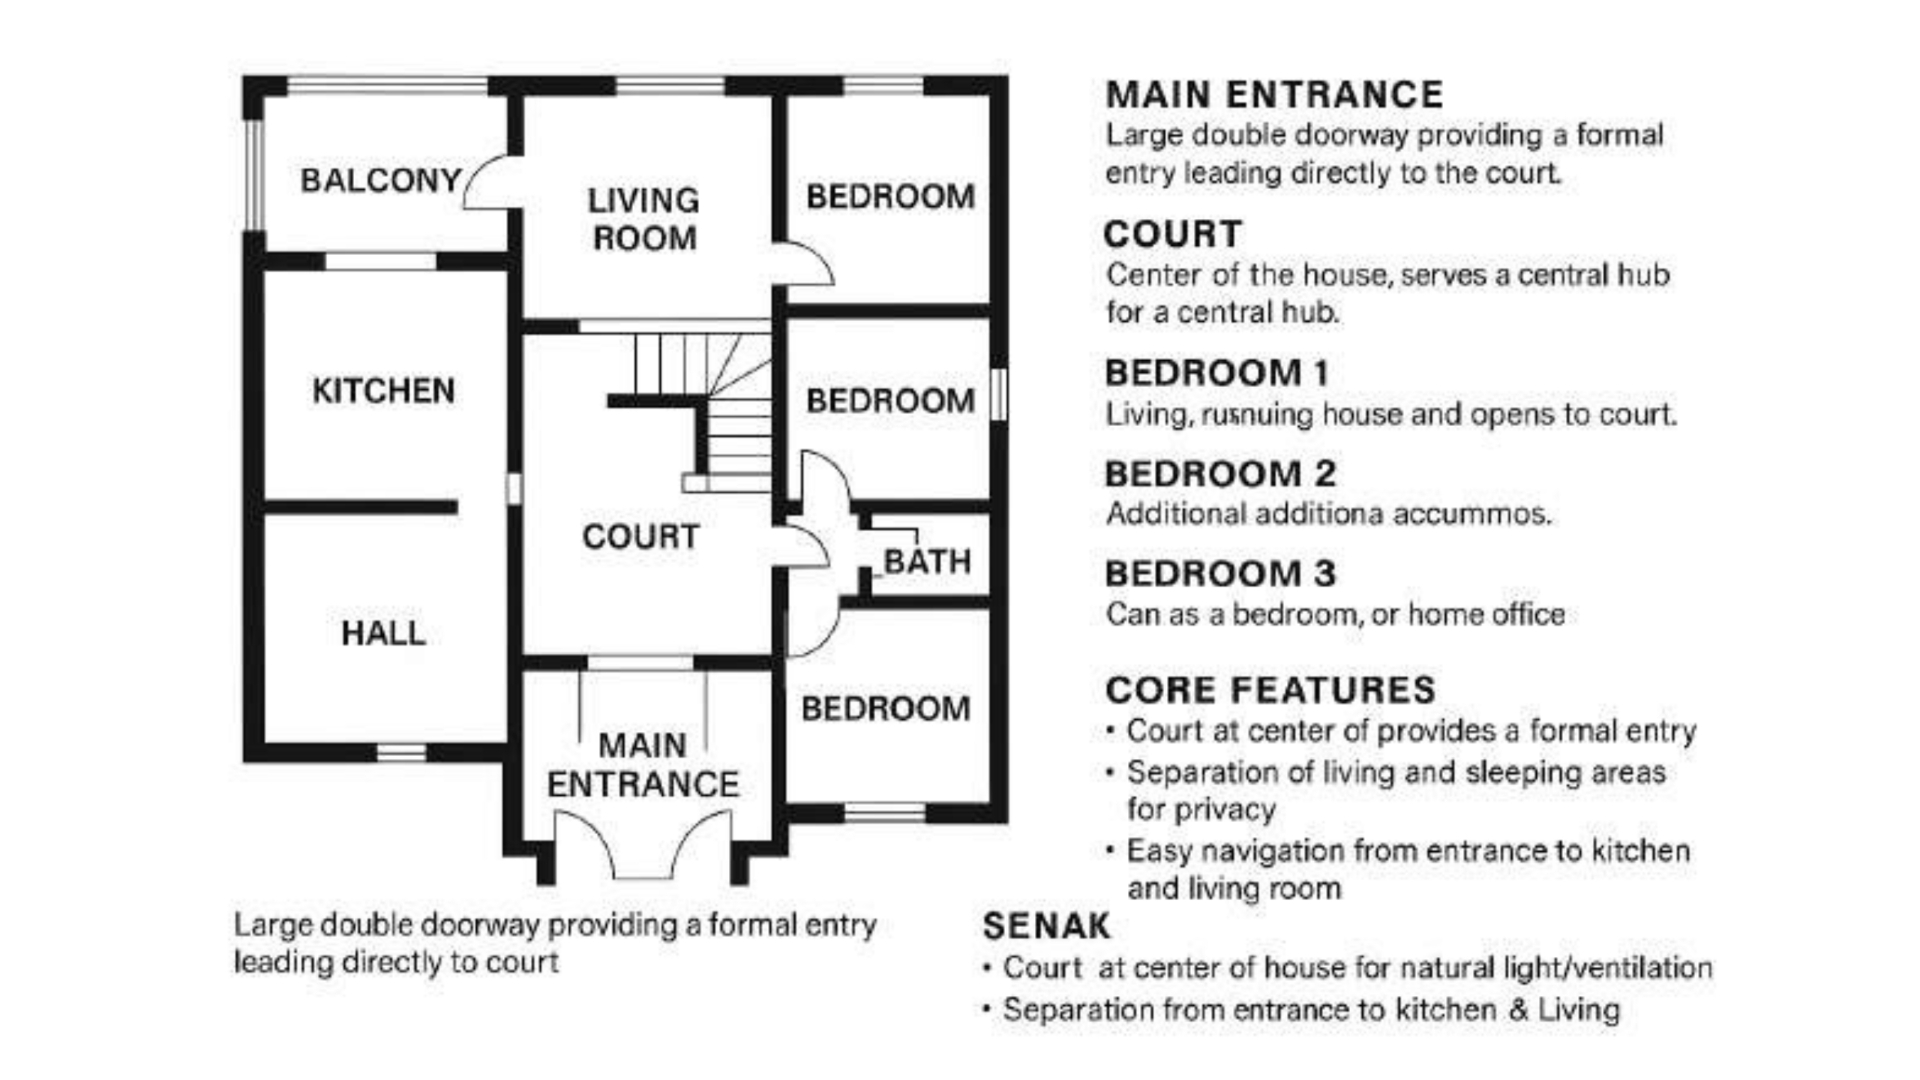 BALCONY
LIVING
ROOM
BEDROOM
KITCHEN
BEDROOM
COURT
BATH
HALL
BEDROOM
MAIN
ENTRANCE
Large double doorway providing a formal entry
leading directly to court
MAIN ENTRANCE
Large double doorway providing a formal
entry leading directly to the court.
COURT
Center of the house, serves a central hub
for a central hub.
BEDROOM 1
Living, rusnuing house and opens to court.
BEDROOM 2
Additional additiona accummos.
BEDROOM 3
Can as a bedroom, or home office
CORE FEATURES
• Court at center of provides a formal entry
• Separation of living and sleeping areas
for privacy
• Easy navigation from entrance to kitchen
and living room
SENAK
• Court at center of house for natural light/ventilation
• Separation from entrance to kitchen & Living